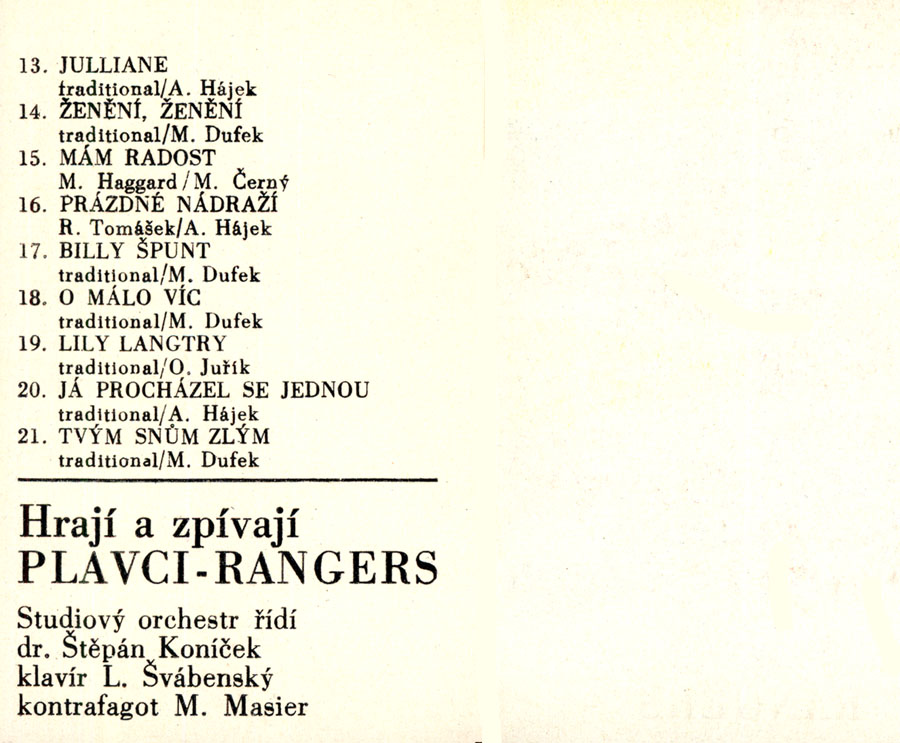 13. JULLIANE
traditional/A. Hájek
14. ŽENĚNÍ, ŽENĚNÍ
traditional/M. Dufek
15. MÁM RADOST
M. Haggard/M. Černý
16. PRÁZDNÉ NÁDRAŽÍ
R. Tomášek/A. Hájek
17. BILLY ŠPUNT
traditional/M. Dufek
18. O MÁLO VÍC
traditional/M. Dufek
19. LILY LANGTRY
traditional/O. Juřík
20. JÁ PROCHÁZEL SE JEDNOU
traditional/A. Hájek
21. TVÝM SNŮM ZLÝM
traditional/M. Dufek
Hrají a zpívají
PLAVCI-RANGERS
Studiový orchestr řídí
dr. Štěpán Koníček
klavír L. Švábenský
kontrafagot M. Masier